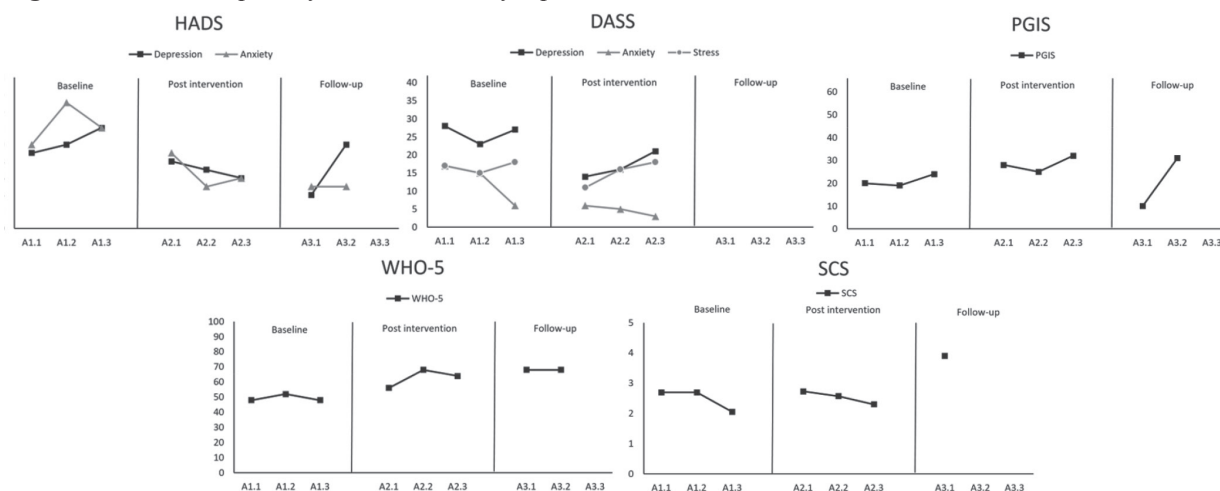 HADS
Depression Anxiety
Baseline Post intervention Follow-up
A1.1 A1.2 A1.3 A2.1 A2.2 A2.3 A3.1 A3.2 A3.3
DASS
Depression Anxiety Stress
40
35
30
25
20
15
10
5
0
Baseline Post intervention Follow-up
A1.1 A1.2 A1.3 A2.1 A2.2 A2.3 A3.1 A3.2 A3.3
PGIS
PGIS
60
50
40
30
20
10
0
Baseline Post intervention Follow-up
A1.1 A1.2 A1.3 A2.1 A2.2 A2.3 A3.1 A3.2 A3.3
WHO-5
WHO-5
100
90
80
70
60
50
40
30
20
10
0
Baseline Post intervention Follow-up
A1.1 A1.2 A1.3 A2.1 A2.2 A2.3 A3.1 A3.2 A3.3
SCS
SCS
5
4
3
2
1
0
Baseline Post intervention Follow-up
A1.1 A1.2 A1.3 A2.1 A2.2 A2.3 A3.1 A3.2 A3.3